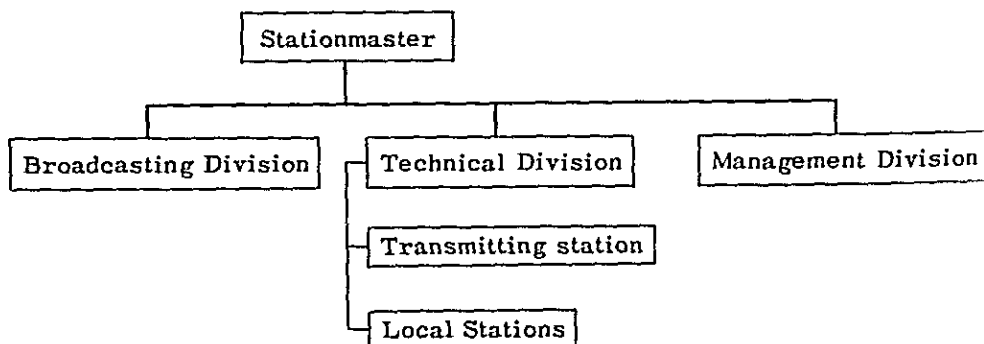 Stationmaster
Broadcasting Division
Technical Division
Management Division
Transmitting station
Local Stations